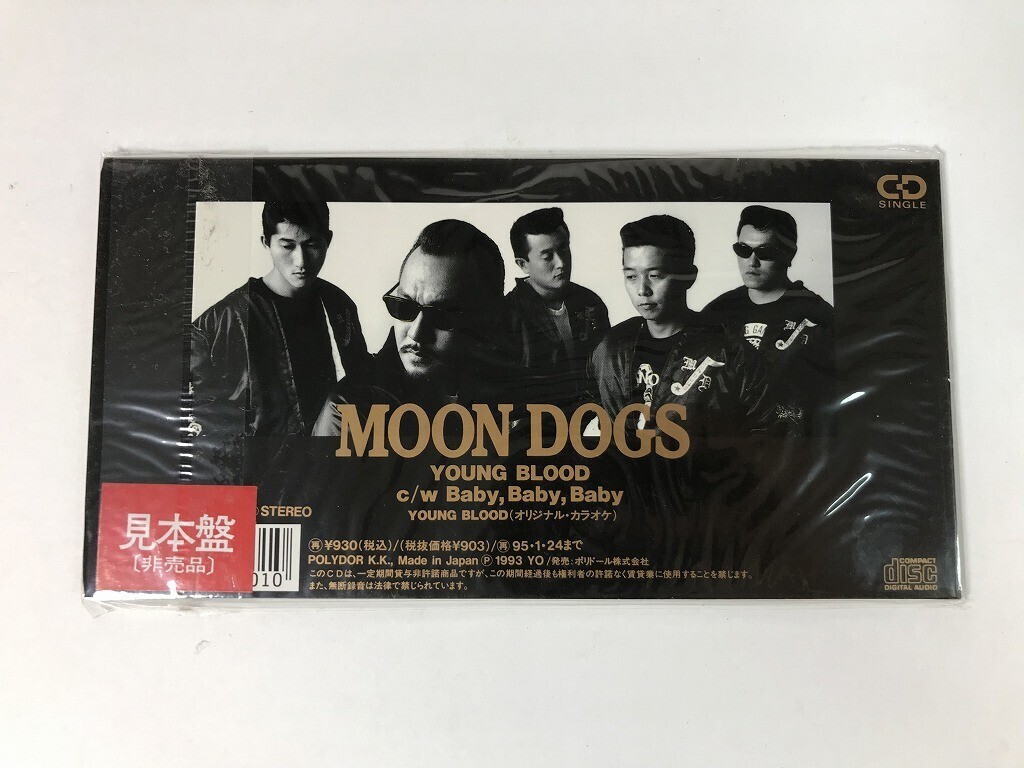 CD
SINGLE
MOON DOGS
YOUNG BLOOD
c/w Baby, Baby, Baby
YOUNG BLOOD(オリジナル・カラオケ)
STEREO
見本盤
〔非売品〕
010
再¥930(税込)/(税抜価格¥903)/再95・1・24まで
POLYDOR K.K., Made in Japan Ⓟ 1993 YO/発売:ポリドール株式会社
このCDは、一定期間貸与非許諾商品ですが、この期間経過後も権利者の許諾なく賃貸業に使用することを禁じます。
また、無断録音は法律で禁じられています。
COMPACT
disc
DIGITAL AUDIO